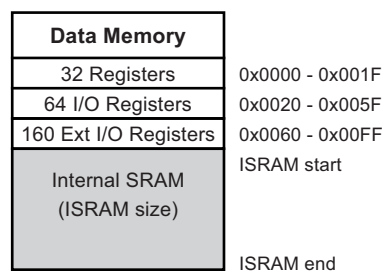 Data Memory
32 Registers 0x0000 - 0x001F
64 I/O Registers 0x0020 - 0x005F
160 Ext I/O Registers 0x0060 - 0x00FF
ISRAM start
Internal SRAM
(ISRAM size)
ISRAM end